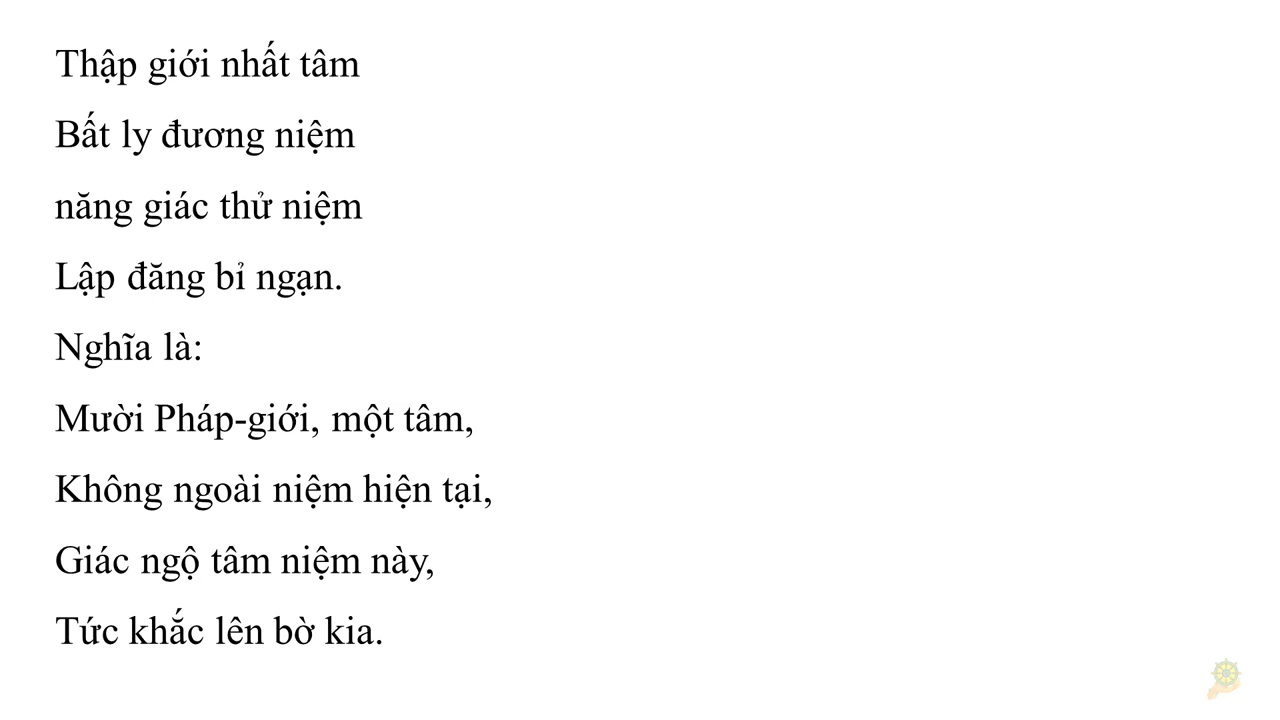 Thập giới nhất tâm
Bất ly đương niệm
năng giác thử niệm
Lập đăng bỉ ngạn.
Nghĩa là:
Mười Pháp-giới, một tâm,
Không ngoài niệm hiện tại,
Giác ngộ tâm niệm này,
Tức khắc lên bờ kia.